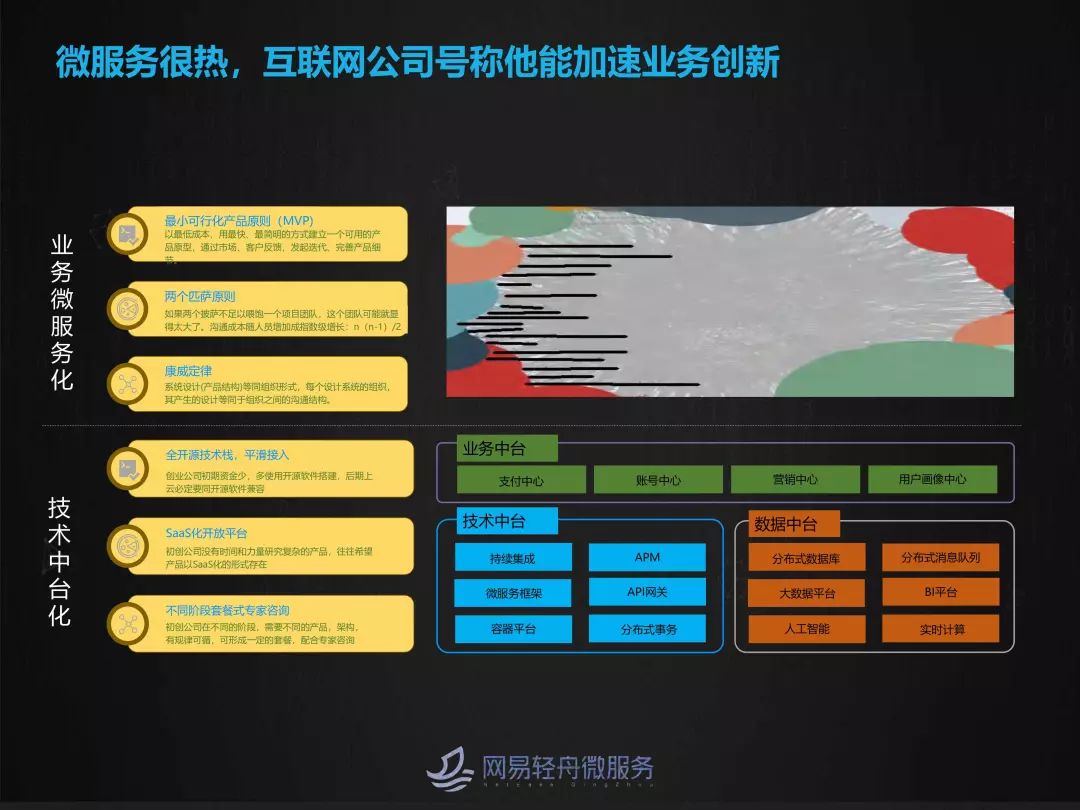 微服务很热，互联网公司号称他能加速业务创新
业务微服务化
最小可行化产品原则（MVP）
以最低成本，用最快、最简明的方式建立一个可用的产
品原型，通过市场、客户反馈，发起迭代、完善产品细
节。
两个匹萨原则
如果两个披萨不足以喂饱一个项目团队，这个团队可能就显
得太大了。沟通成本随人员增加成指数级增长：n（n-1）/2
康威定律
系统设计(产品结构)等同组织形式，每个设计系统的组织，
其产生的设计等同于组织之间的沟通结构。
技术中台化
全开源技术栈，平滑接入
创业公司初期资金少，多使用开源软件搭建，后期上
云必定要同开源软件兼容
SaaS化开放平台
初创公司没有时间和力量研究复杂的产品，往往希望
产品以SaaS化的形式存在
不同阶段套餐式专家咨询
初创公司在不同的阶段，需要不同的产品，架构，
有规律可循，可形成一定的套餐，配合专家咨询
业务中台
支付中心
账号中心
营销中心
用户画像中心
技术中台
持续集成
APM
微服务框架
API网关
容器平台
分布式事务
数据中台
分布式数据库
分布式消息队列
大数据平台
BI平台
人工智能
实时计算
网易轻舟微服务
Netease QingZhou